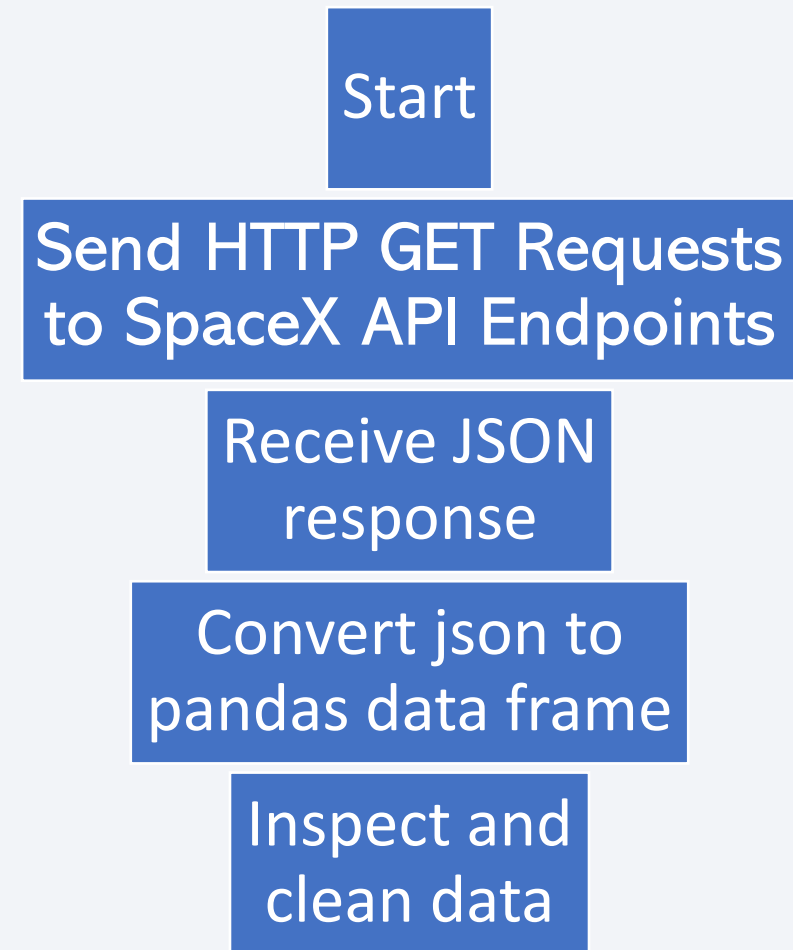 Start
Send HTTP GET Requests
to SpaceX API Endpoints
Receive JSON
response
Convert json to
pandas data frame
Inspect and
clean data